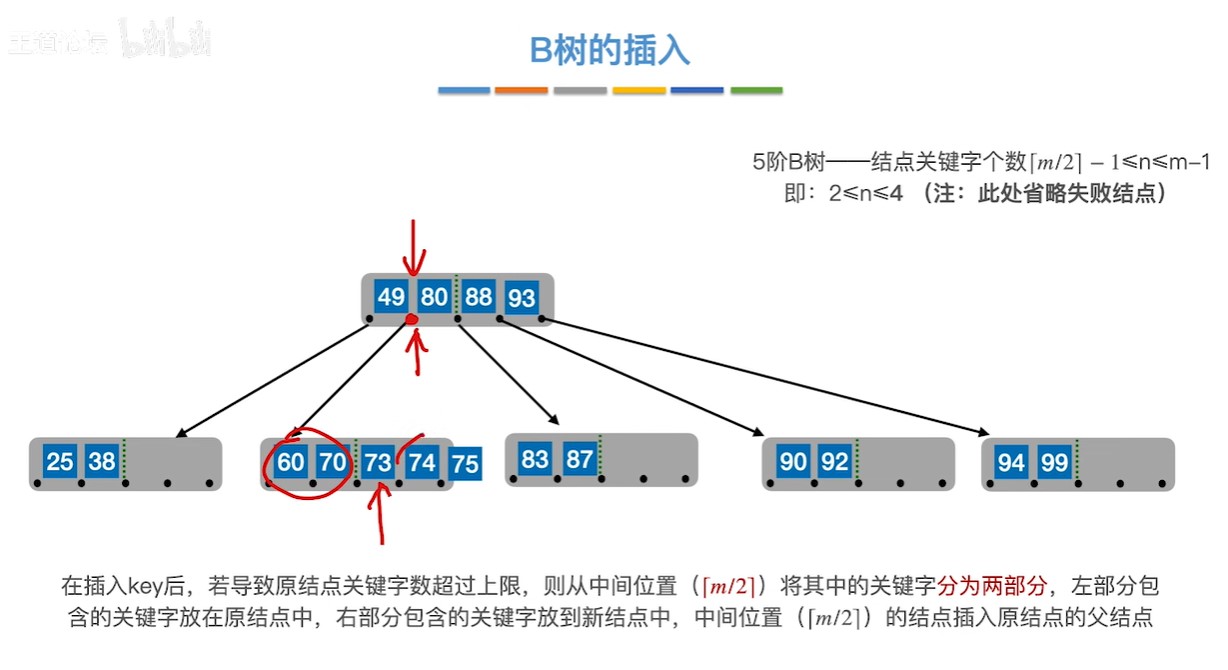 王道论坛 bilibili
B树的插入
5阶B树——结点关键字个数⌈m/2⌉ − 1≤n≤m−1
即：2≤n≤4 （注：此处省略失败结点）
49 80 88 93
25 38
60 70 73 74 75
83 87
90 92
94 99
在插入key后，若导致原结点关键字数超过上限，则从中间位置（⌈m/2⌉）将其中的关键字分为两部分，左部分包
含的关键字放在原结点中，右部分包含的关键字放到新结点中，中间位置（⌈m/2⌉）的结点插入原结点的父结点